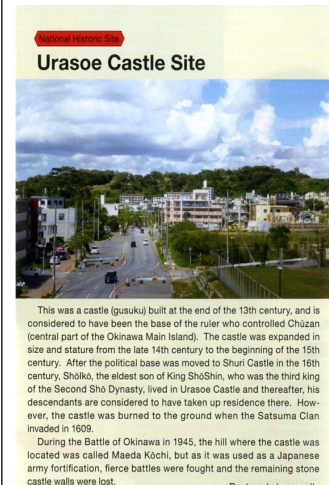 National Historic Site
Urasoe Castle Site
This was a castle (gusuku) built at the end of the 13th century, and is
considered to have been the base of the ruler who controlled Chūzan
(central part of the Okinawa Main Island). The castle was expanded in
size and stature from the late 14th century to the beginning of the 15th
century. After the political base was moved to Shuri Castle in the 16th
century, ShōIkō, the eldest son of King ShōShin, who was the third king
of the Second Shō Dynasty, lived in Urasoe Castle and thereafter, his
descendants are considered to have taken up residence there. How-
ever, the castle was burned to the ground when the Satsuma Clan
invaded in 1609.
During the Battle of Okinawa in 1945, the hill where the castle was
located was called Maeda Kōchi, but as it was used as a Japanese
army fortification, fierce battles were fought and the remaining stone
castle walls were lost.